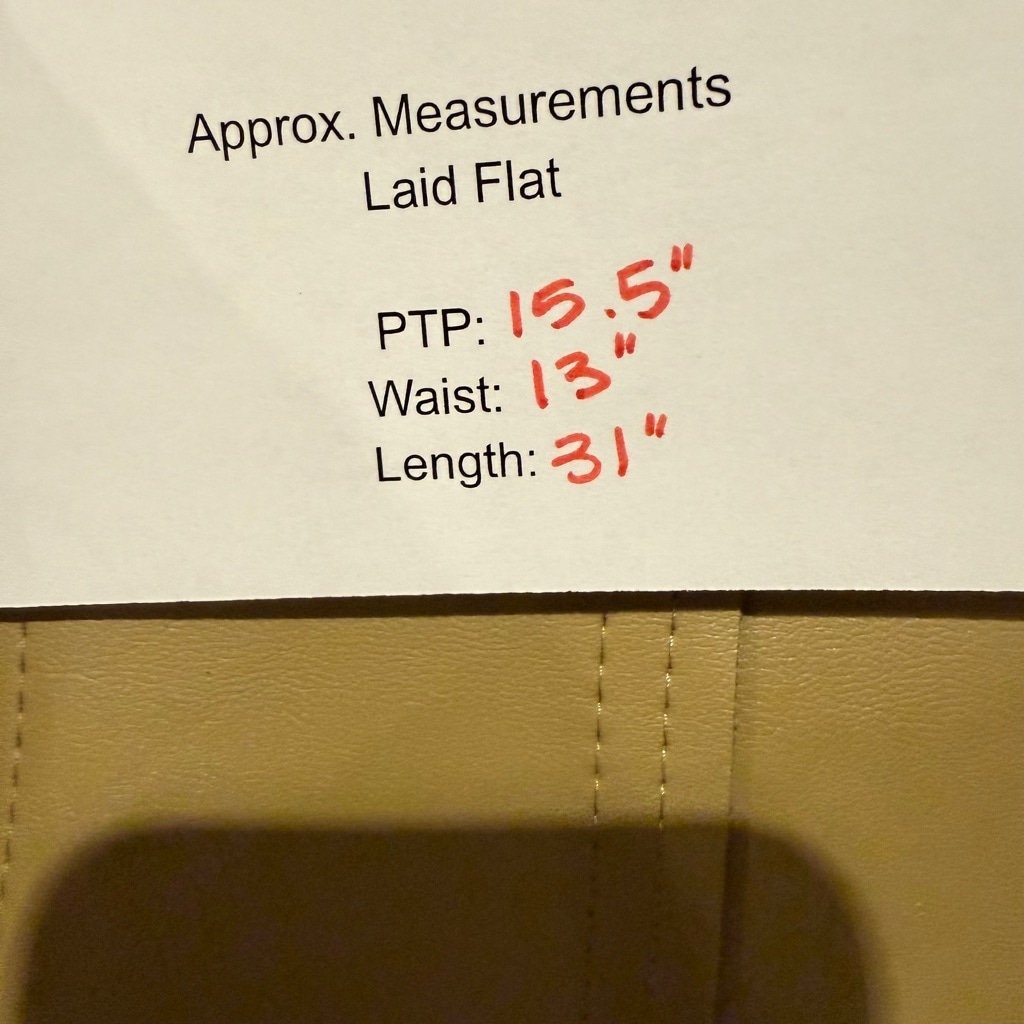 Approx. Measurements
Laid Flat
PTP: 15.5"
Waist: 13"
Length: 31"